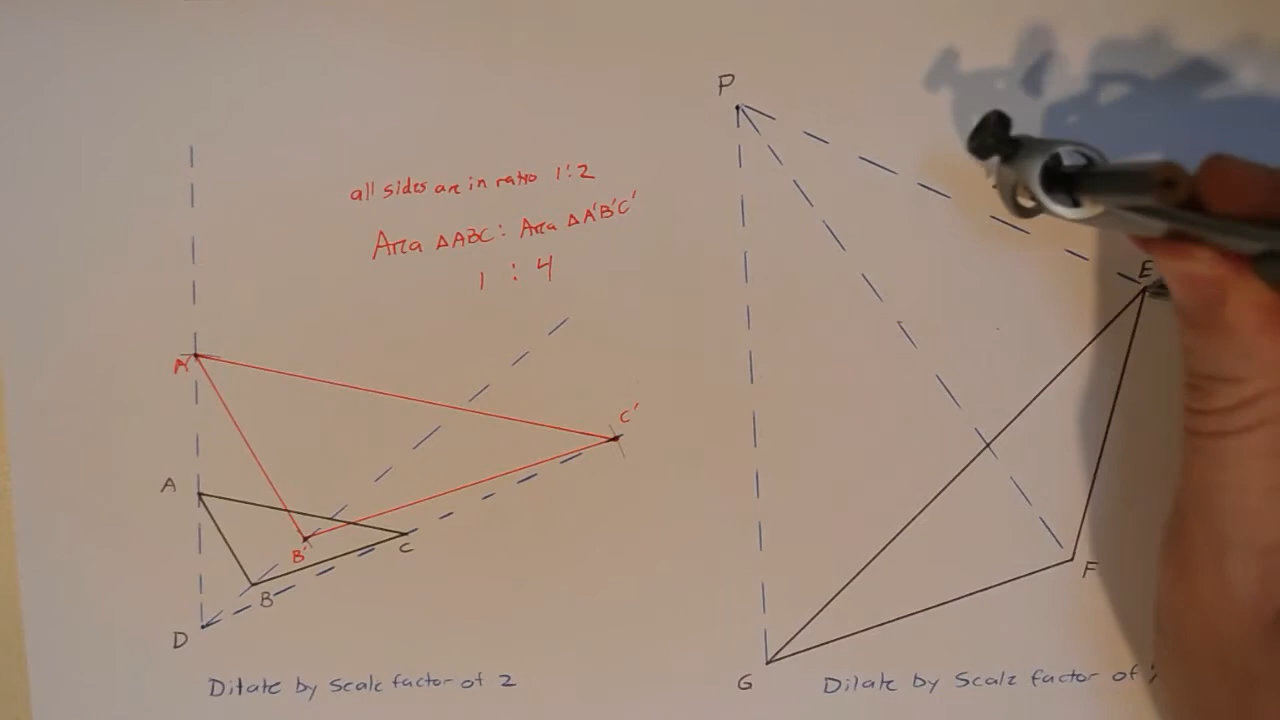 P
all sides are in ratio 1:2
Area △ABC : Area △A'B'C'
1 : 4
E
A'
C'
A
B'
C
F
B
D
G
Dilate by Scale factor of 2
Dilate by Scale factor of